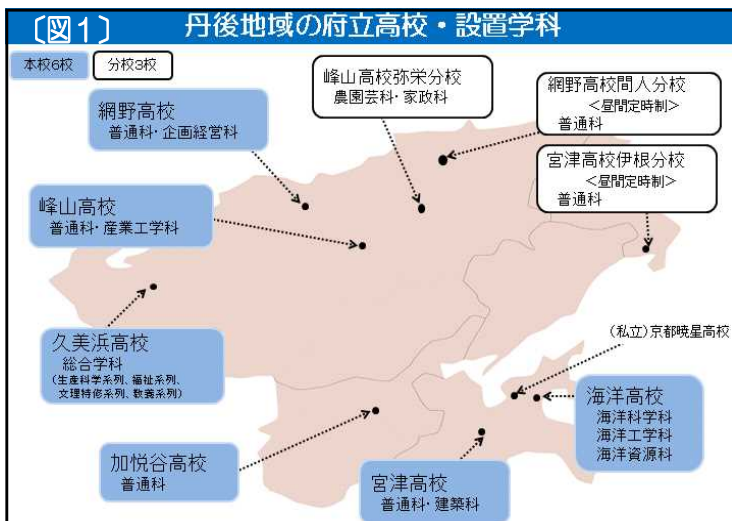 〔図1〕 丹後地域の府立高校・設置学科
本校6校
分校3校
峰山高校弥栄分校
農園芸科・家政科
網野高校間人分校
<昼間定時制>
普通科
網野高校
普通科・企画経営科
宮津高校伊根分校
<昼間定時制>
普通科
峰山高校
普通科・産業工学科
久美浜高校
総合学科
(生産科学系列、福祉系列、
文理特修系列、教養系列)
(私立)京都暁星高校
海洋高校
海洋科学科
海洋工学科
海洋資源科
加悦谷高校
普通科
宮津高校
普通科・建築科